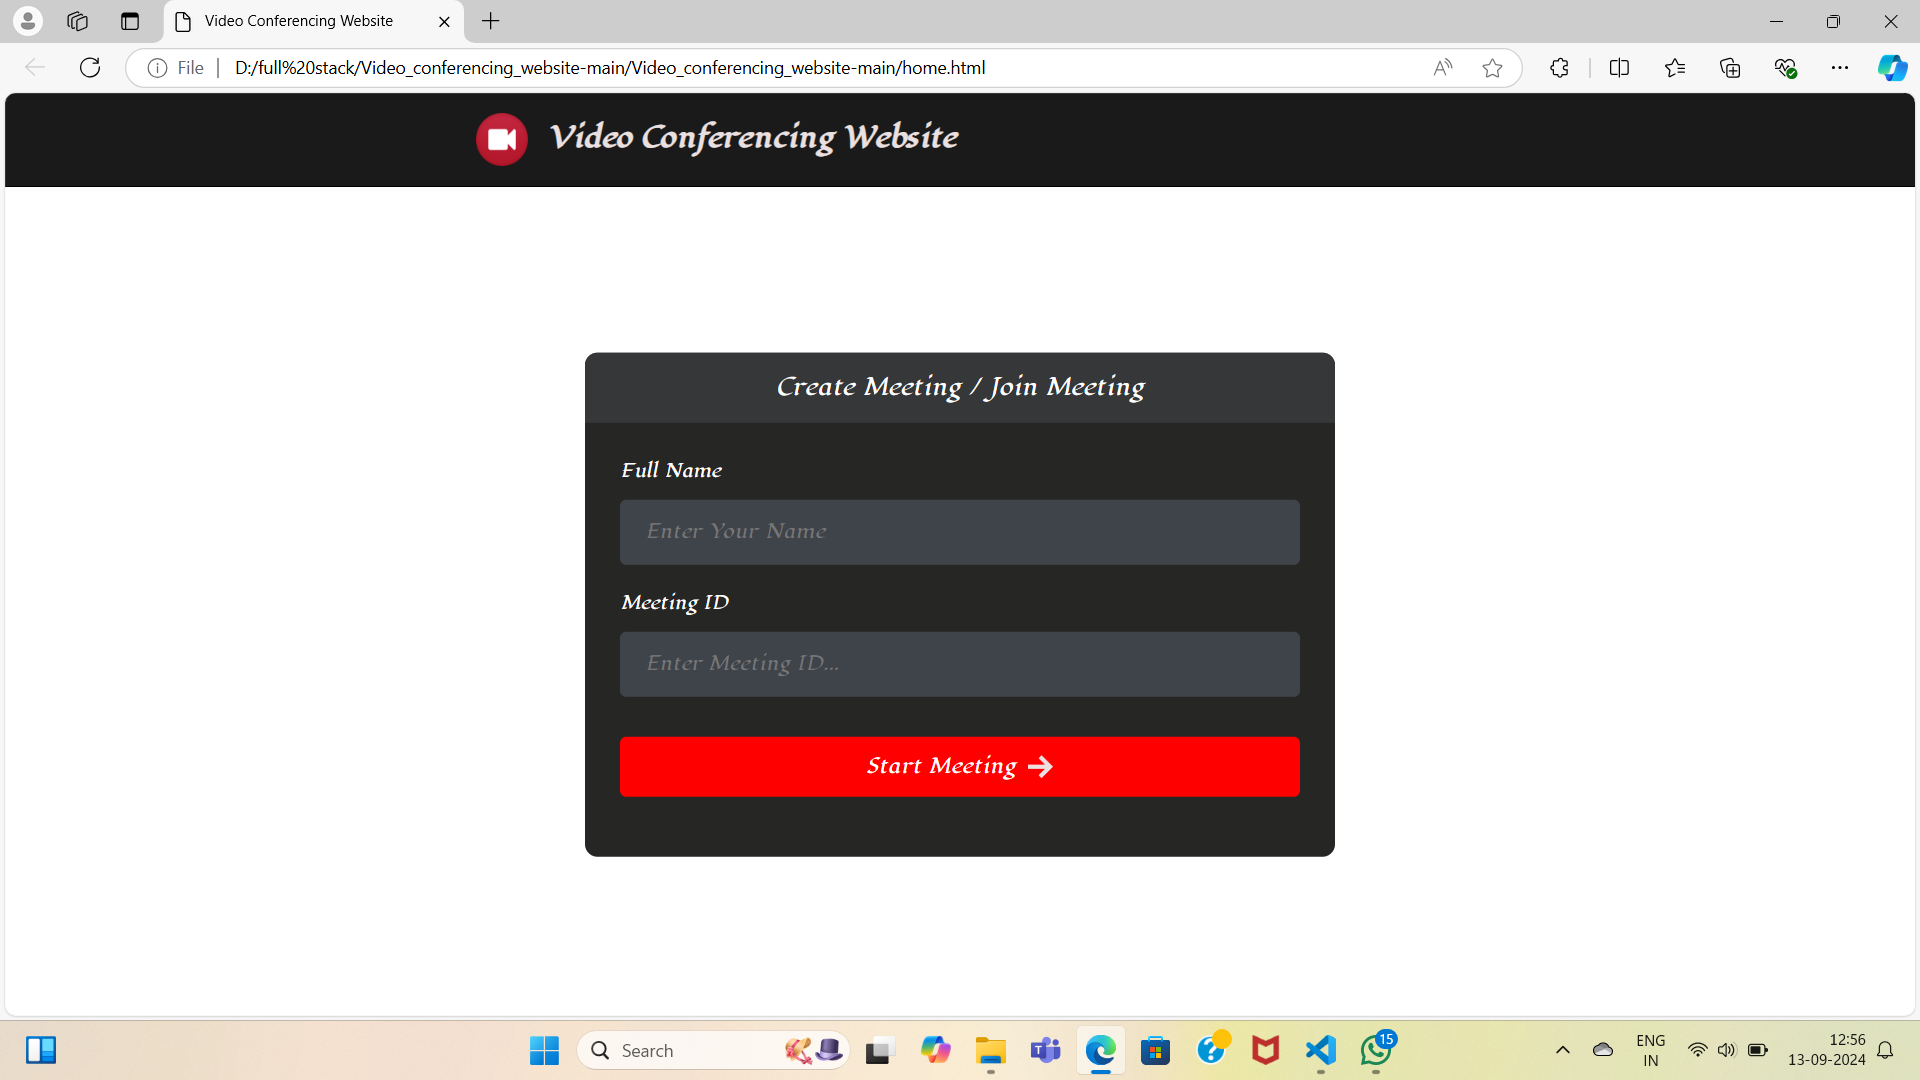 Video Conferencing Website
File
D:/full%20stack/Video_conferencing_website-main/Video_conferencing_website-main/home.html
Video Conferencing Website
Create Meeting / Join Meeting
Full Name
Enter Your Name
Meeting ID
Enter Meeting ID...
Start Meeting
Search
15
ENG
IN
12:56
13-09-2024